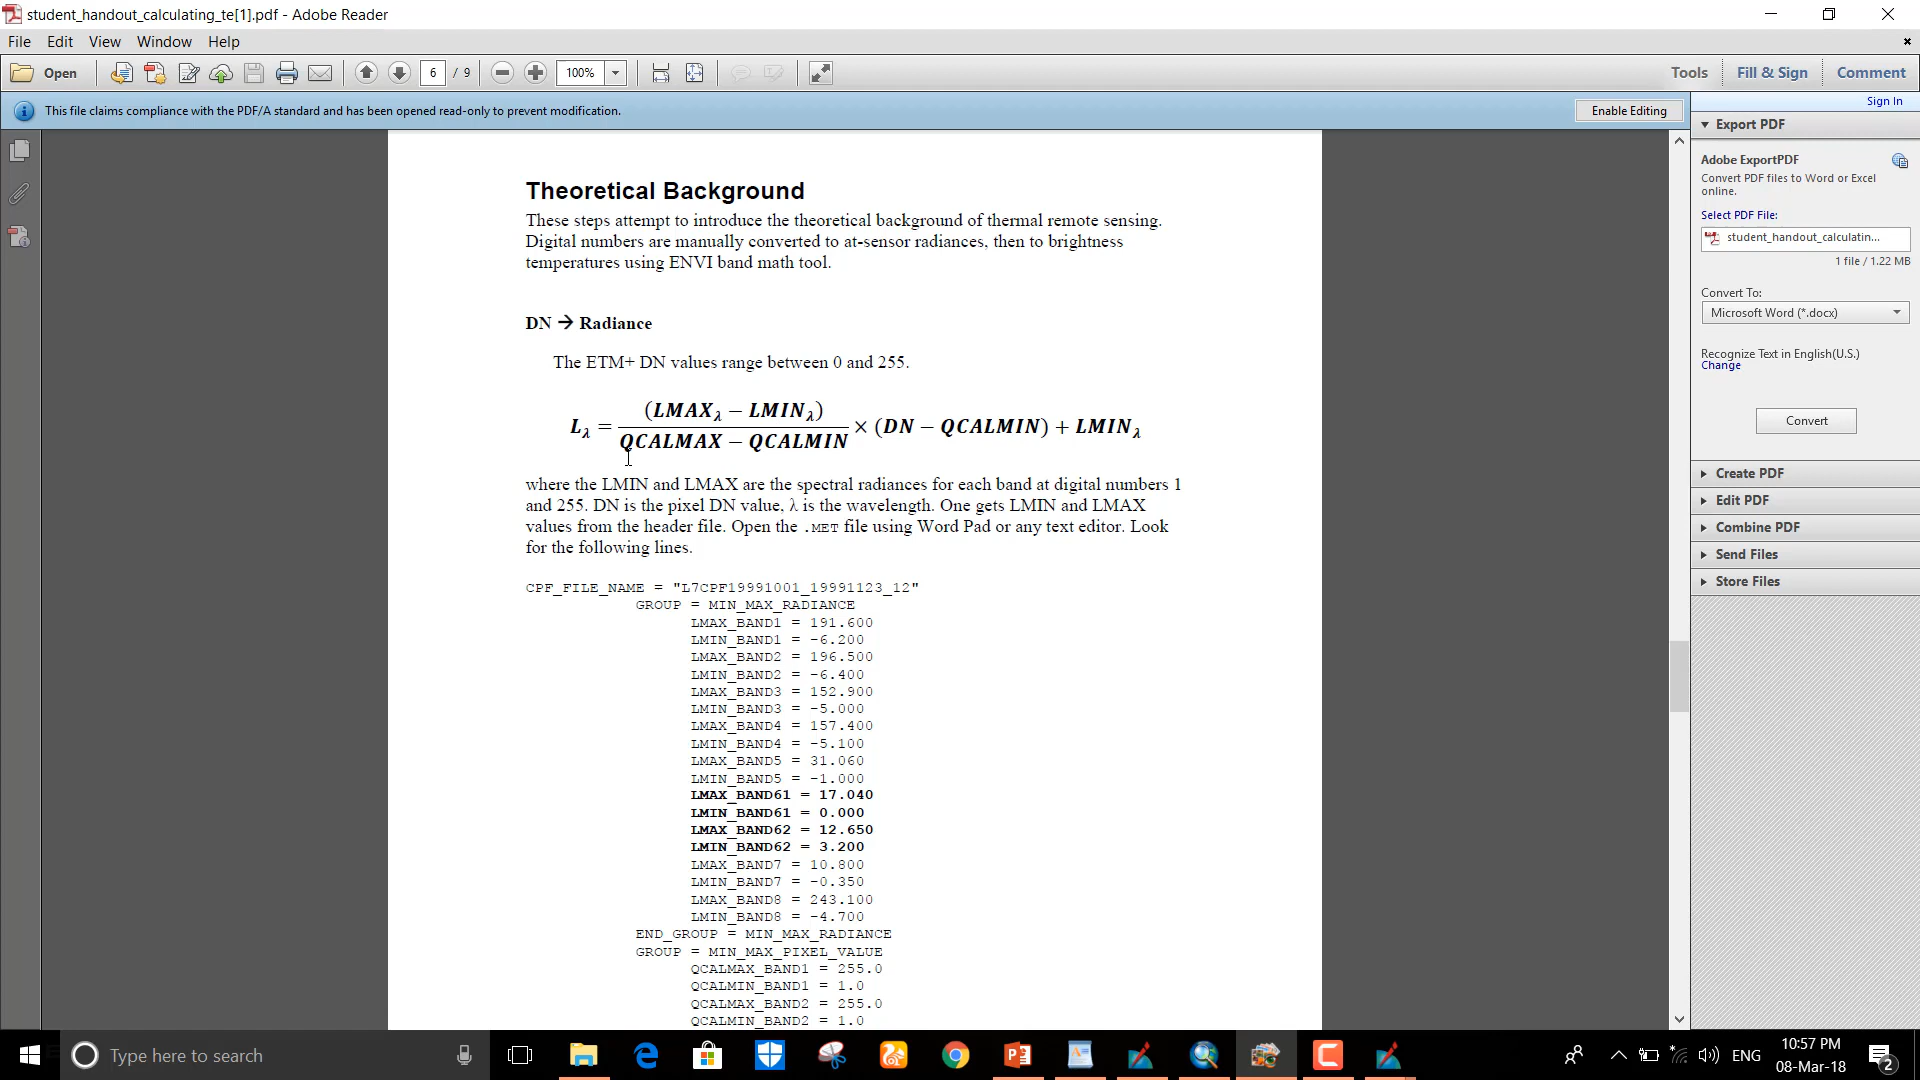 student_handout_calculating_te[1].pdf - Adobe Reader
File Edit View Window Help
Open 6 / 9 100% Tools Fill & Sign Comment
This file claims compliance with the PDF/A standard and has been opened read-only to prevent modification. Enable Editing
Sign In
Export PDF
Adobe ExportPDF
Convert PDF files to Word or Excel
online.
Select PDF File:
student_handout_calculatin...
1 file / 1.22 MB
Convert To:
Microsoft Word (*.docx)
Recognize Text in English(U.S.)
Change
Convert
Create PDF
Edit PDF
Combine PDF
Send Files
Store Files
Theoretical Background
These steps attempt to introduce the theoretical background of thermal remote sensing.
Digital numbers are manually converted to at-sensor radiances, then to brightness
temperatures using ENVI band math tool.
DN → Radiance
The ETM+ DN values range between 0 and 255.
L_λ = (LMAX_λ − LMIN_λ) / QCALMAX − QCALMIN × (DN − QCALMIN) + LMIN_λ
where the LMIN and LMAX are the spectral radiances for each band at digital numbers 1
and 255. DN is the pixel DN value, λ is the wavelength. One gets LMIN and LMAX
values from the header file. Open the .MET file using Word Pad or any text editor. Look
for the following lines.
CPF_FILE_NAME = "L7CPF19991001_19991123_12"
GROUP = MIN_MAX_RADIANCE
LMAX_BAND1 = 191.600
LMIN_BAND1 = -6.200
LMAX_BAND2 = 196.500
LMIN_BAND2 = -6.400
LMAX_BAND3 = 152.900
LMIN_BAND3 = -5.000
LMAX_BAND4 = 157.400
LMIN_BAND4 = -5.100
LMAX_BAND5 = 31.060
LMIN_BAND5 = -1.000
LMAX_BAND61 = 17.040
LMIN_BAND61 = 0.000
LMAX_BAND62 = 12.650
LMIN_BAND62 = 3.200
LMAX_BAND7 = 10.800
LMIN_BAND7 = -0.350
LMAX_BAND8 = 243.100
LMIN_BAND8 = -4.700
END_GROUP = MIN_MAX_RADIANCE
GROUP = MIN_MAX_PIXEL_VALUE
QCALMAX_BAND1 = 255.0
QCALMIN_BAND1 = 1.0
QCALMAX_BAND2 = 255.0
QCALMIN_BAND2 = 1.0
Type here to search
ENG
10:57 PM
08-Mar-18
2